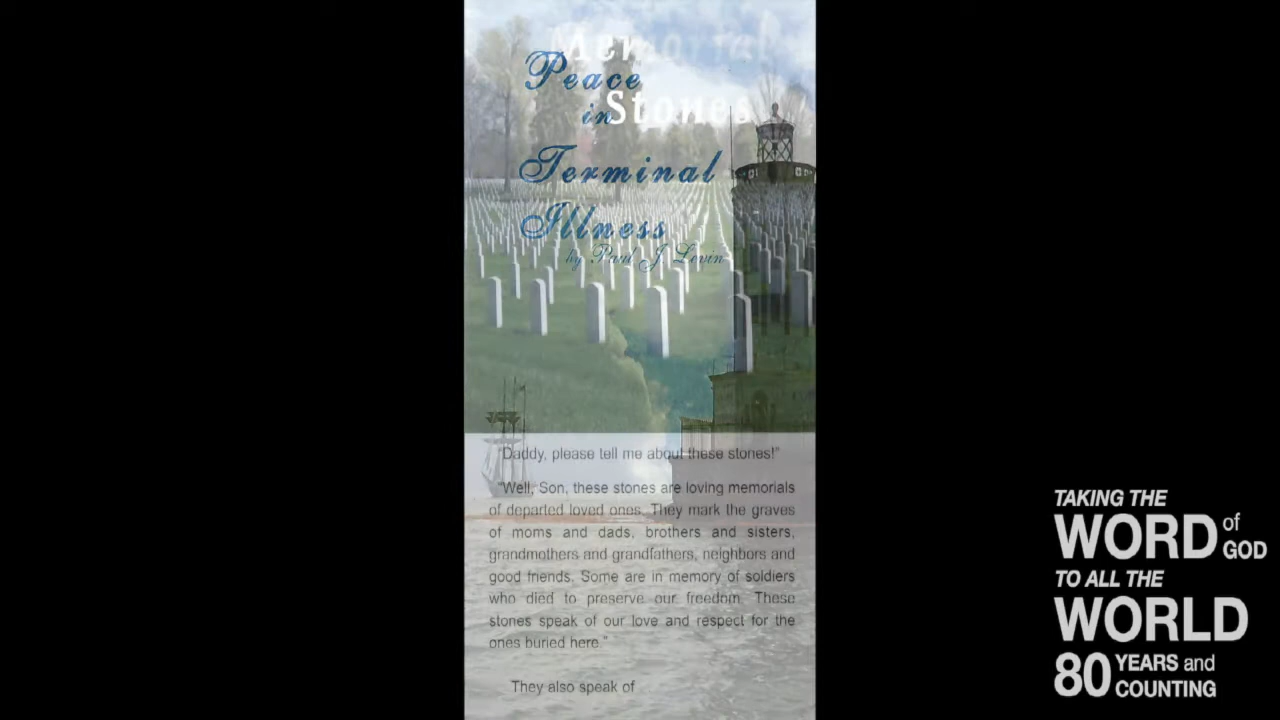 Memorial
Stones
Peace
in
Terminal
Illness
by Paul J. Levin
"Daddy, please tell me about these stones!"
"Well, Son, these stones are loving memorials
of departed loved ones. They mark the graves
of moms and dads, brothers and sisters,
grandmothers and grandfathers, neighbors and
good friends. Some are in memory of soldiers
who died to preserve our freedom. These
stones speak of our love and respect for the
ones buried here."
They also speak of
TAKING THE
WORD of GOD
TO ALL THE
WORLD
80 YEARS and
COUNTING